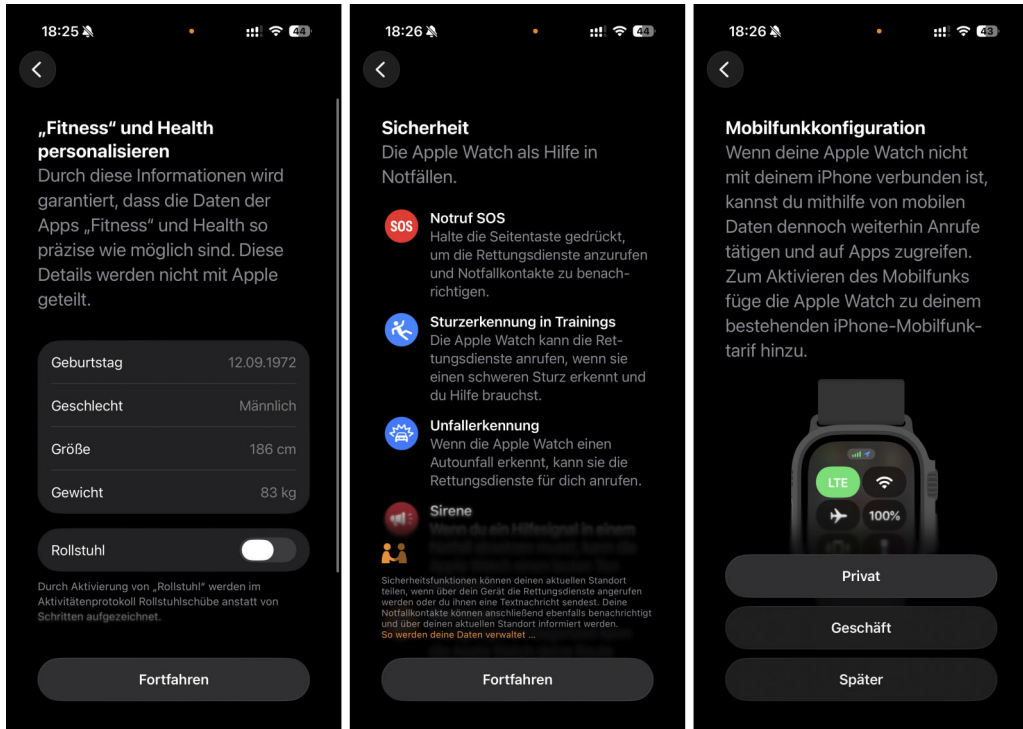 18:25
44
„Fitness“ und Health
personalisieren
Durch diese Informationen wird
garantiert, dass die Daten der
Apps „Fitness“ und Health so
präzise wie möglich sind. Diese
Details werden nicht mit Apple
geteilt.
Geburtstag 12.09.1972
Geschlecht Männlich
Größe 186 cm
Gewicht 83 kg
Rollstuhl
Durch Aktivierung von „Rollstuhl“ werden im
Aktivitätenprotokoll Rollstuhlschübe anstatt von
Schritten aufgezeichnet.
Fortfahren
18:26
44
Sicherheit
Die Apple Watch als Hilfe in
Notfällen.
SOS
Notruf SOS
Halte die Seitentaste gedrückt,
um die Rettungsdienste anzurufen
und Notfallkontakte zu benach-
richtigen.
Sturzerkennung in Trainings
Die Apple Watch kann die Ret-
tungsdienste anrufen, wenn sie
einen schweren Sturz erkennt und
du Hilfe brauchst.
Unfallerkennung
Wenn die Apple Watch einen
Autounfall erkennt, kann sie die
Rettungsdienste für dich anrufen.
Sirene
Wenn du ein Hilfesignal in einem
Sicherheitsfunktionen können deinen aktuellen Standort
teilen, wenn über dein Gerät die Rettungsdienste angerufen
werden oder du ihnen eine Textnachricht sendest. Deine
Notfallkontakte können anschließend ebenfalls benachrichtigt
und über deinen aktuellen Standort informiert werden.
So werden deine Daten verwaltet ...
Fortfahren
18:26
43
Mobilfunkkonfiguration
Wenn deine Apple Watch nicht
mit deinem iPhone verbunden ist,
kannst du mithilfe von mobilen
Daten dennoch weiterhin Anrufe
tätigen und auf Apps zugreifen.
Zum Aktivieren des Mobilfunks
füge die Apple Watch zu deinem
bestehenden iPhone-Mobilfunk-
tarif hinzu.
LTE
100%
Privat
Geschäft
Später